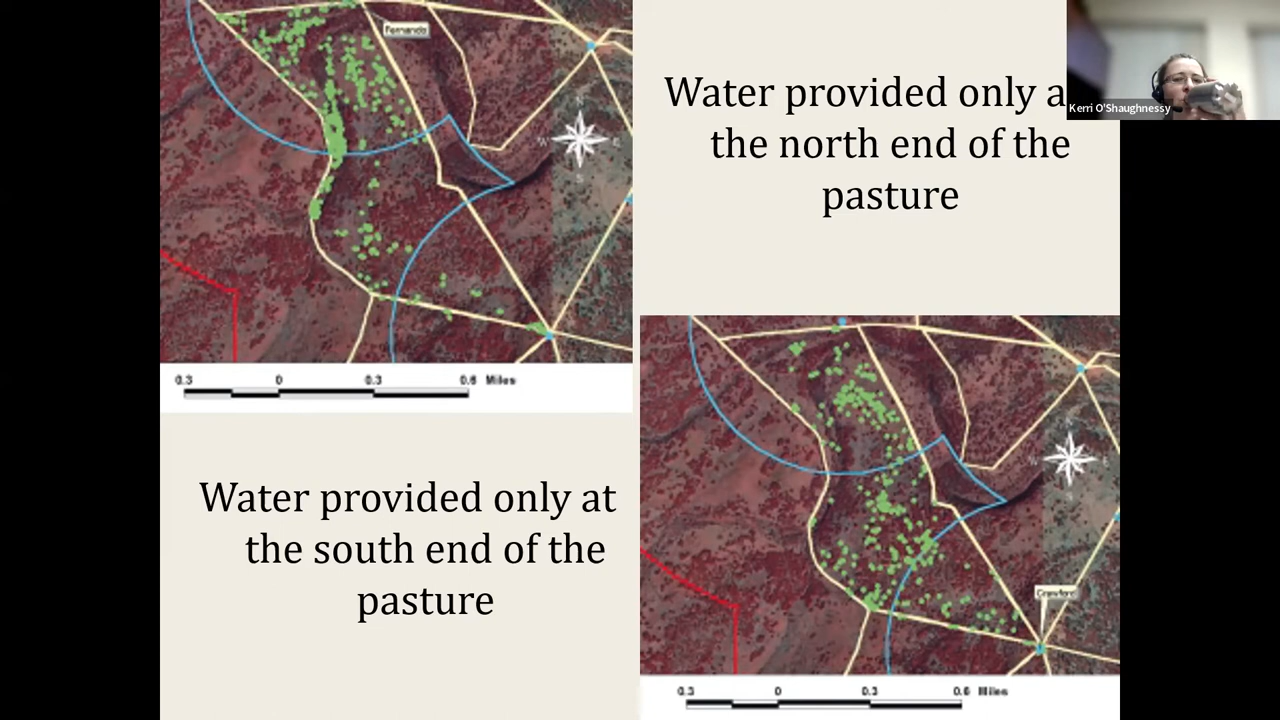 Fernando
Water provided only a
the north end of the
pasture
Kerri O'Shaughnessy
N
W
E
0.3 0 0.3 0.6 Miles
Water provided only at
the south end of the
pasture
Crawford
0.3 0 0.3 0.6 Miles